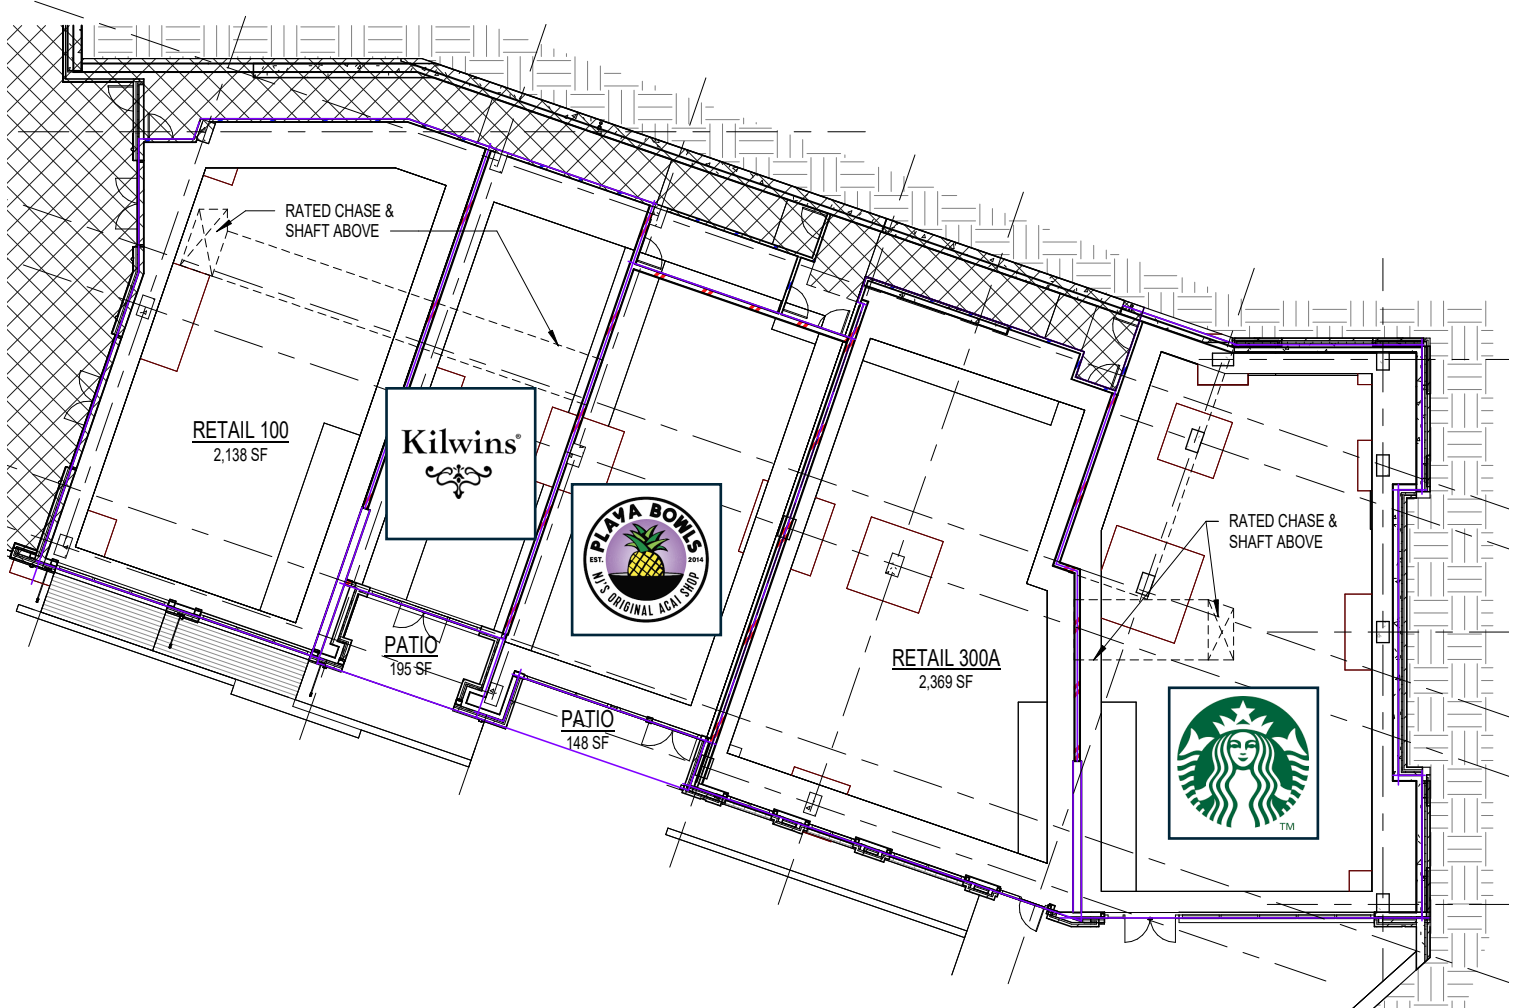 RATED CHASE &
SHAFT ABOVE
RETAIL 100
2,138 SF
Kilwins®
PLAYA BOWLS
EST. 2014
NJ'S ORIGINAL ACAI SHOP
RATED CHASE &
SHAFT ABOVE
PATIO
195 SF
RETAIL 300A
2,369 SF
PATIO
148 SF
TM